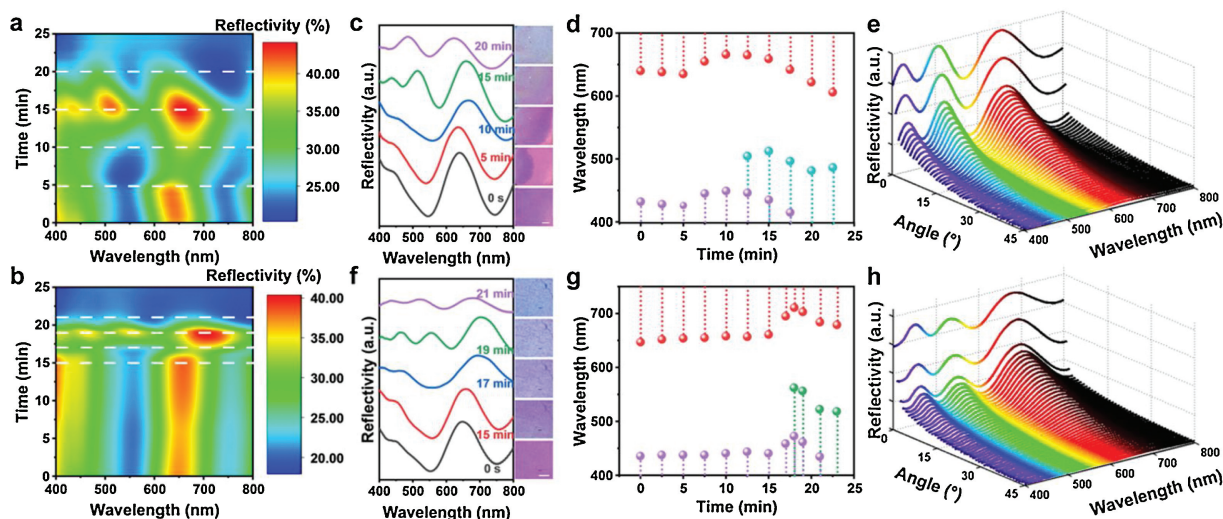 a
Reflectivity (%)
Time (min)
25
20
15
10
5
0
400 500 600 700 800
Wavelength (nm)
40.00
35.00
30.00
25.00
c
Reflectivity (a.u.)
20 min
15 min
10 min
5 min
0 s
400 500 600 700 800
Wavelength (nm)
d
Wavelength (nm)
700
600
500
400
0 5 10 15 20 25
Time (min)
e
Reflectivity (a.u.)
0
15
30
45
Angle (°)
400
500
600
700
800
Wavelength (nm)
b
Reflectivity (%)
Time (min)
25
20
15
10
5
0
400 500 600 700 800
Wavelength (nm)
40.00
35.00
30.00
25.00
20.00
f
Reflectivity (a.u.)
21 min
19 min
17 min
15 min
0 s
400 500 600 700 800
Wavelength (nm)
g
Wavelength (nm)
700
600
500
400
0 5 10 15 20 25
Time (min)
h
Reflectivity (a.u.)
0
15
30
45
Angle (°)
400
500
600
700
800
Wavelength (nm)